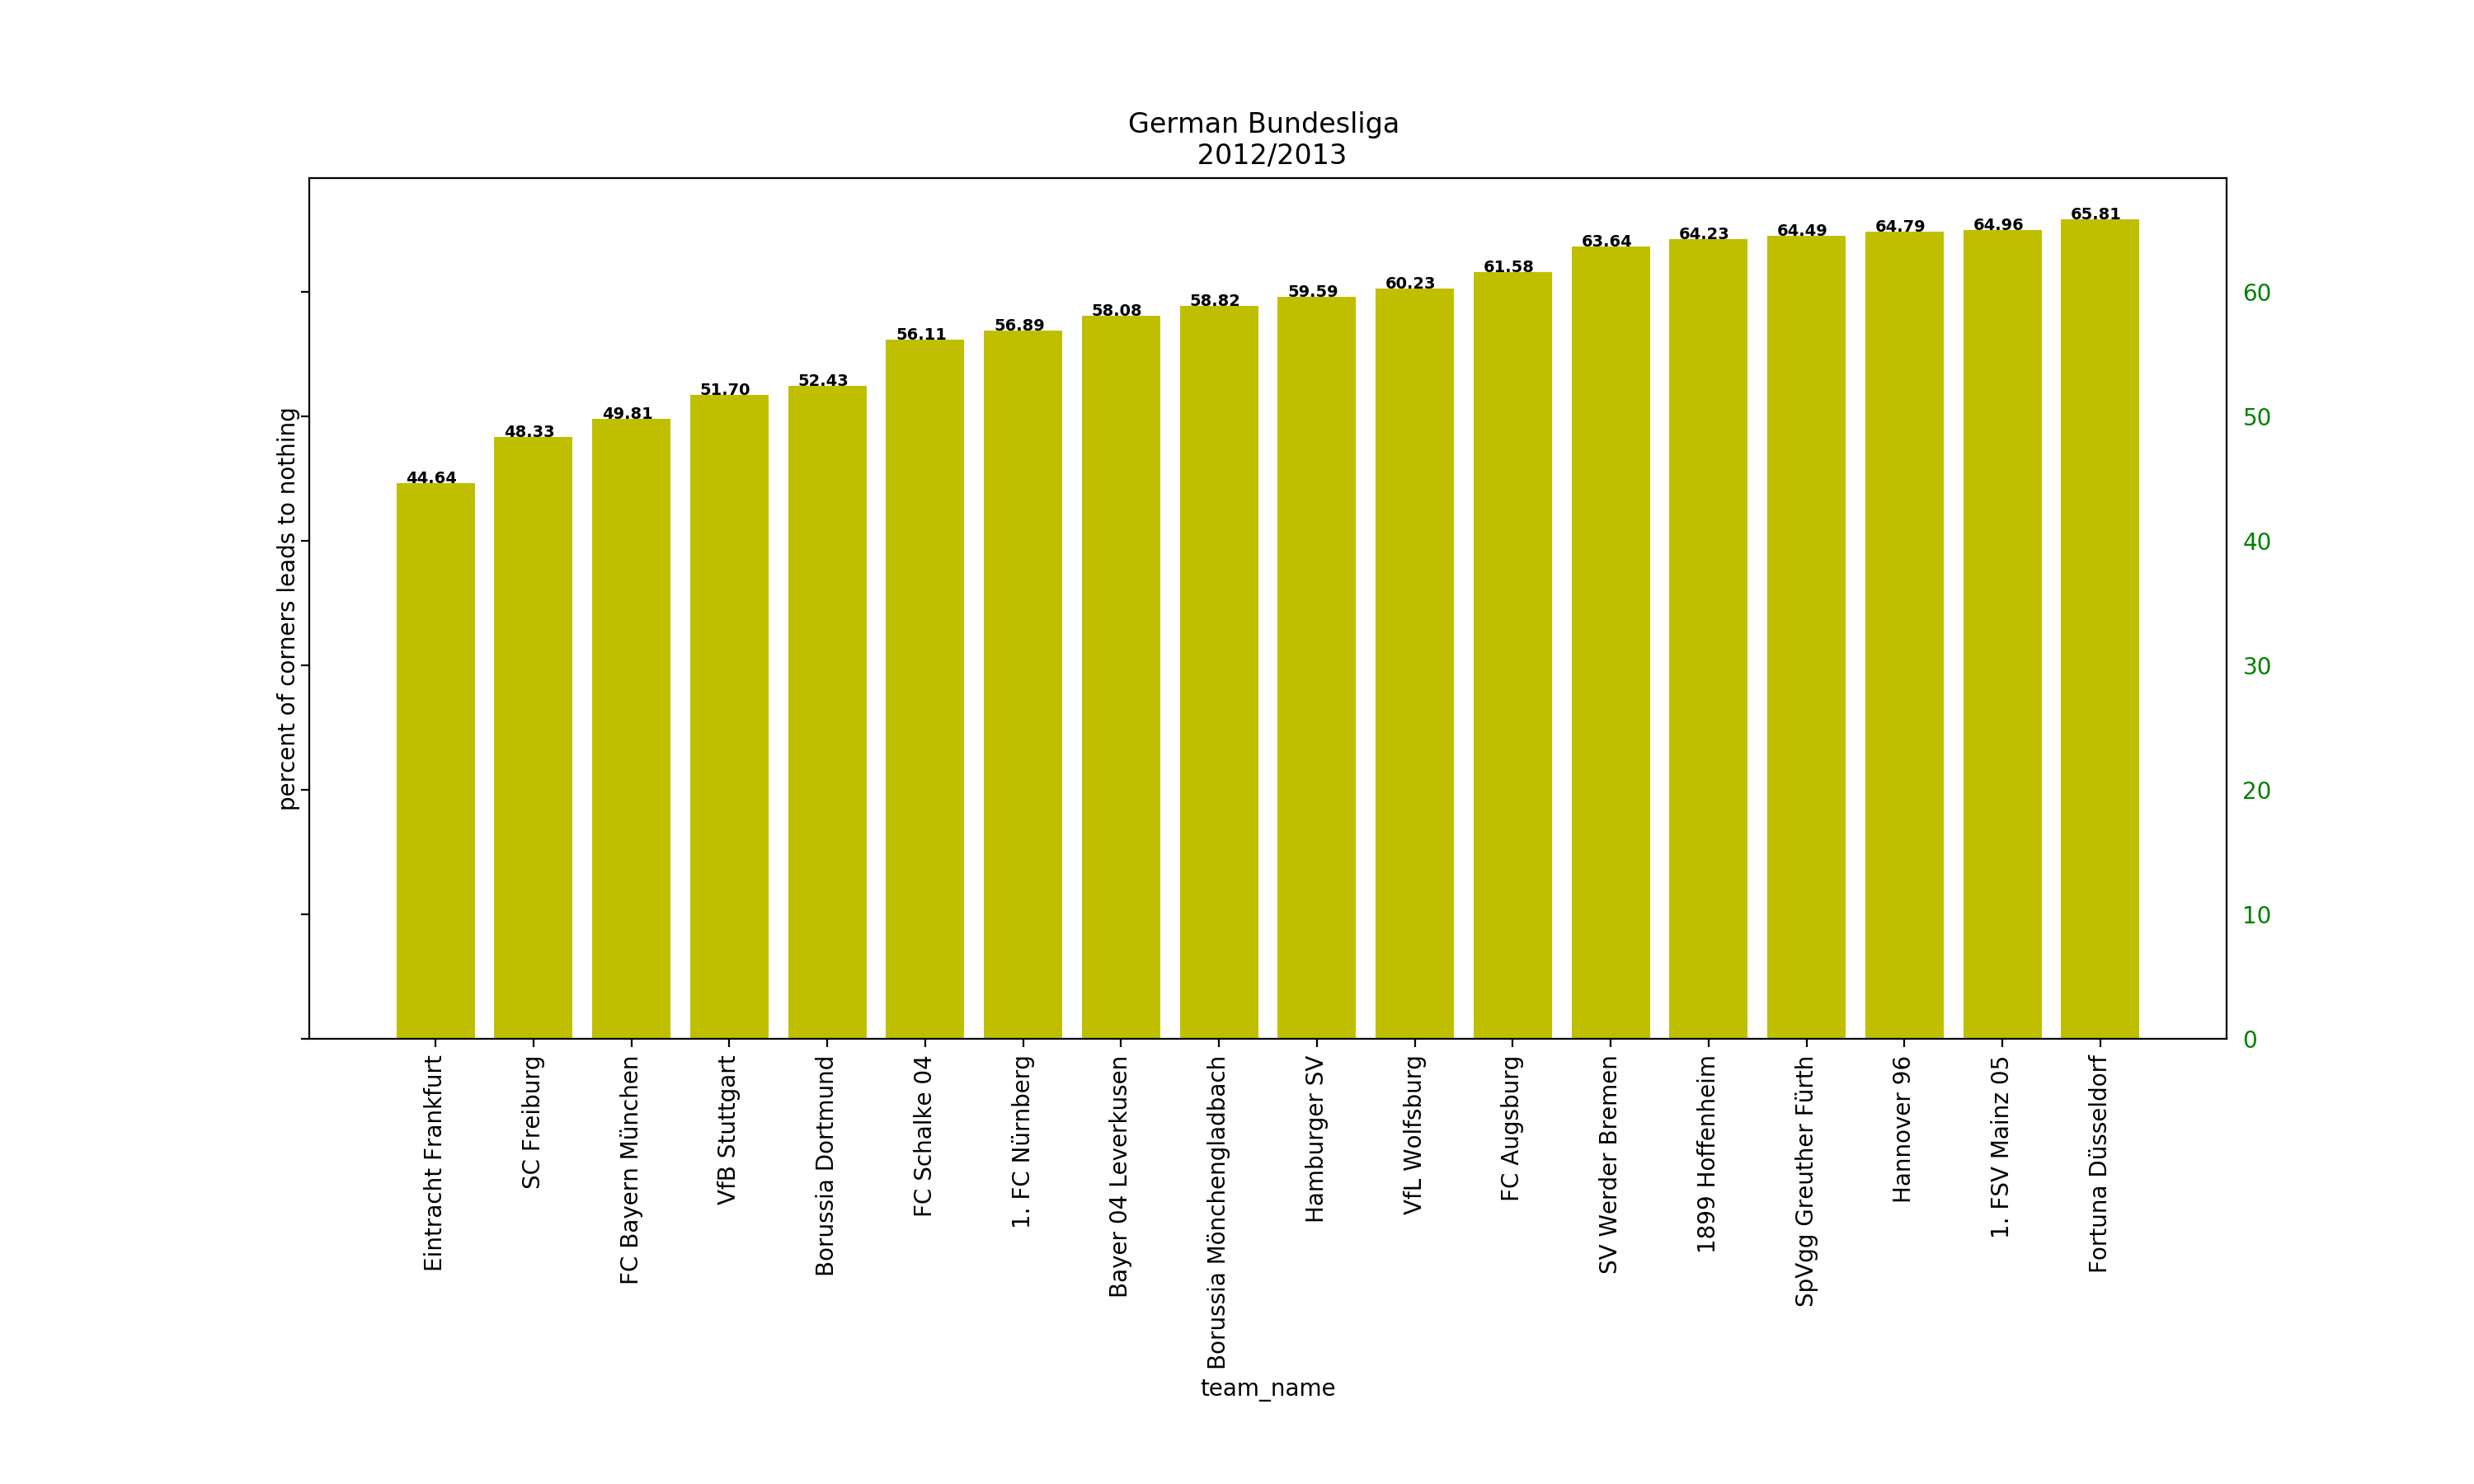 German Bundesliga
2012/2013
percent of corners leads to nothing
44.64
48.33
49.81
51.70
52.43
56.11
56.89
58.08
58.82
59.59
60.23
61.58
63.64
64.23
64.49
64.79
64.96
65.81
60
50
40
30
20
10
0
Eintracht Frankfurt
SC Freiburg
FC Bayern München
VfB Stuttgart
Borussia Dortmund
FC Schalke 04
1. FC Nürnberg
Bayer 04 Leverkusen
Borussia Mönchengladbach
Hamburger SV
VfL Wolfsburg
FC Augsburg
SV Werder Bremen
1899 Hoffenheim
SpVgg Greuther Fürth
Hannover 96
1. FSV Mainz 05
Fortuna Düsseldorf
team_name